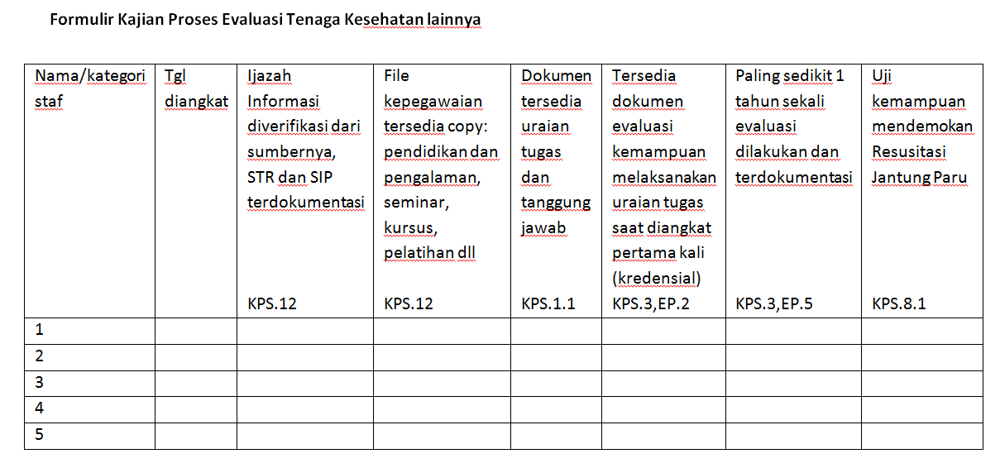 Formulir Kajian Proses Evaluasi Tenaga Kesehatan lainnya
Nama/kategori
staf
Tgl
diangkat
Ijazah
Informasi
diverifikasi dari
sumbernya,
STR dan SIP
terdokumentasi
KPS.12
File
kepegawaian
tersedia copy:
pendidikan dan
pengalaman,
seminar,
kursus,
pelatihan dll
KPS.12
Dokumen
tersedia
uraian
tugas
dan
tanggung
jawab
KPS.1.1
Tersedia
dokumen
evaluasi
kemampuan
melaksanakan
uraian tugas
saat diangkat
pertama kali
(kredensial)
KPS.3,EP.2
Paling sedikit 1
tahun sekali
evaluasi
dilakukan dan
terdokumentasi
KPS.3,EP.5
Uji
kemampuan
mendemokan
Resusitasi
Jantung Paru
KPS.8.1
1
2
3
4
5